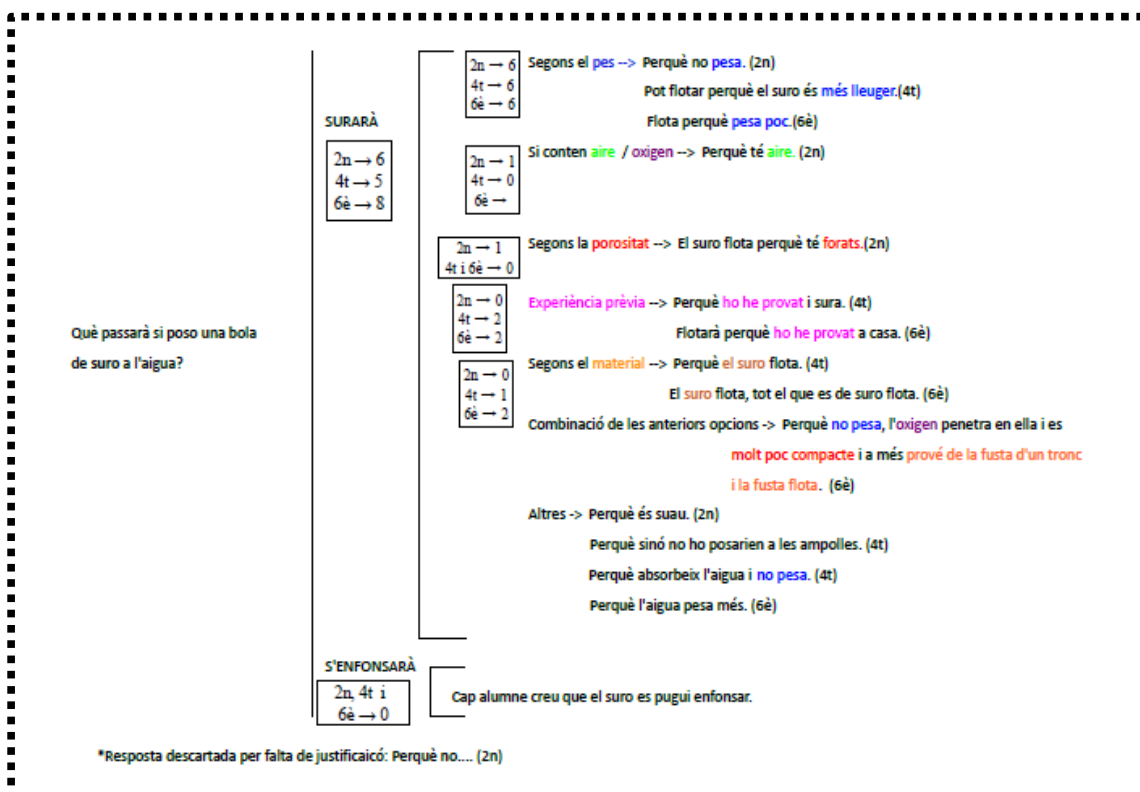 Què passarà si poso una bola
de suro a l'aigua?
SURARÀ
2n → 6
4t → 5
6è → 8
2n → 6
4t → 6
6è → 6
Segons el pes --> Perquè no pesa. (2n)
Pot flotar perquè el suro és més lleuger.(4t)
Flota perquè pesa poc.(6è)
2n → 1
4t → 0
6è →
Si conten aire / oxigen --> Perquè té aire. (2n)
2n → 1
4t i 6è → 0
Segons la porositat --> El suro flota perquè té forats.(2n)
2n → 0
4t → 2
6è → 2
Experiència prèvia --> Perquè ho he provat i sura. (4t)
Flotarà perquè ho he provat a casa. (6è)
2n → 0
4t → 1
6è → 2
Segons el material --> Perquè el suro flota. (4t)
El suro flota, tot el que es de suro flota. (6è)
Combinació de les anteriors opcions -> Perquè no pesa, l'oxigen penetra en ella i es
molt poc compacte i a més prové de la fusta d'un tronc
i la fusta flota. (6è)
Altres -> Perquè és suau. (2n)
Perquè sinó no ho posarien a les ampolles. (4t)
Perquè absorbeix l'aigua i no pesa. (4t)
Perquè l'aigua pesa més. (6è)
S'ENFONSARÀ
2n, 4t i
6è → 0
Cap alumne creu que el suro es pugui enfonsar.
*Resposta descartada per falta de justificaicó: Perquè no.... (2n)